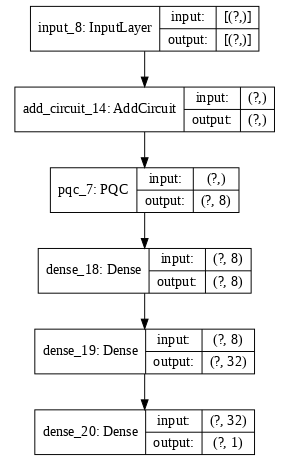 input_8: InputLayer
input:
[(?,)]
output:
[(?,)]
add_circuit_14: AddCircuit
input:
(?,)
output:
(?,)
pqc_7: PQC
input:
(?,)
output:
(?, 8)
dense_18: Dense
input:
(?, 8)
output:
(?, 8)
dense_19: Dense
input:
(?, 8)
output:
(?, 32)
dense_20: Dense
input:
(?, 32)
output:
(?, 1)